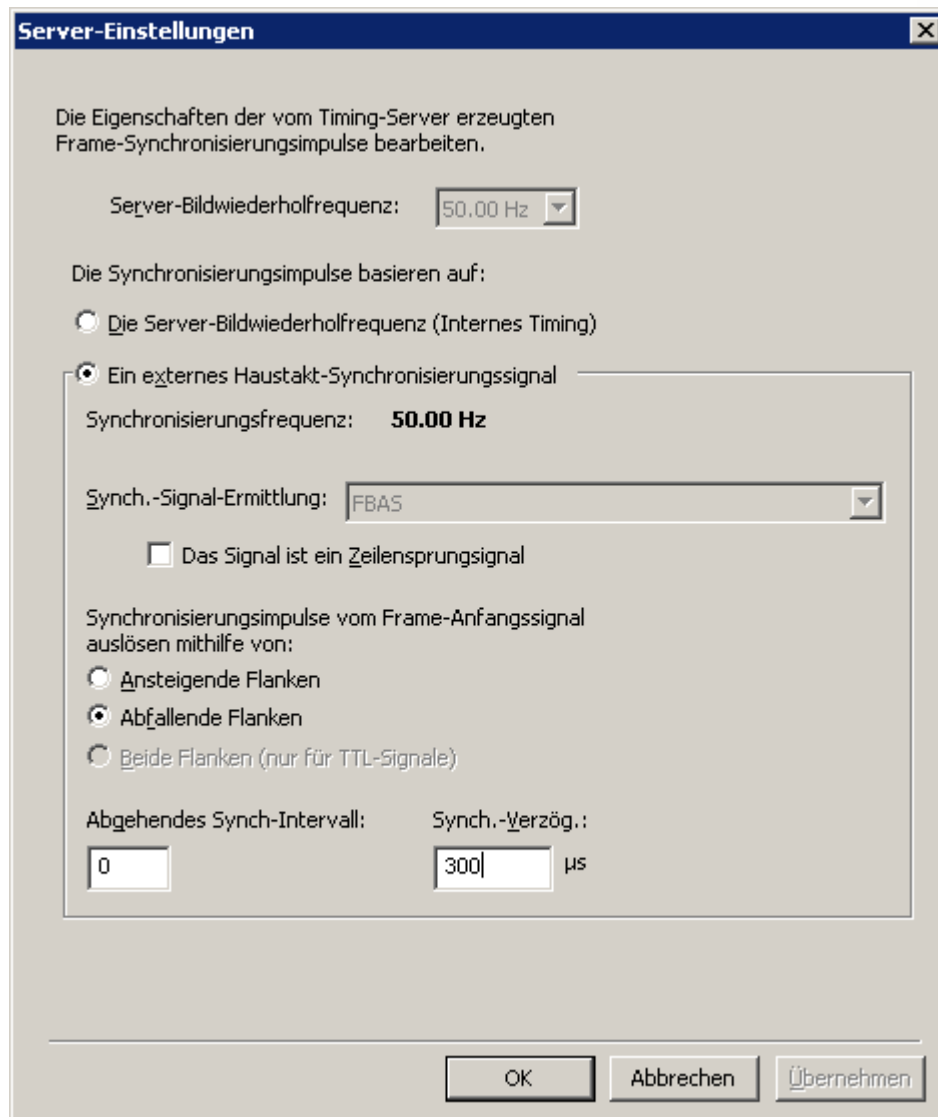 Server-Einstellungen
Die Eigenschaften der vom Timing-Server erzeugten
Frame-Synchronisierungsimpulse bearbeiten.
Server-Bildwiederholfrequenz: 50.00 Hz
Die Synchronisierungsimpulse basieren auf:
Die Server-Bildwiederholfrequenz (Internes Timing)
Ein externes Haustakt-Synchronisierungssignal
Synchronisierungsfrequenz: 50.00 Hz
Synch.-Signal-Ermittlung: FBAS
Das Signal ist ein Zeilensprungsignal
Synchronisierungsimpulse vom Frame-Anfangssignal
auslösen mithilfe von:
Ansteigende Flanken
Abfallende Flanken
Beide Flanken (nur für TTL-Signale)
Abgehendes Synch-Intervall: Synch.-Verzög.:
0 300 µs
OK Abbrechen Übernehmen